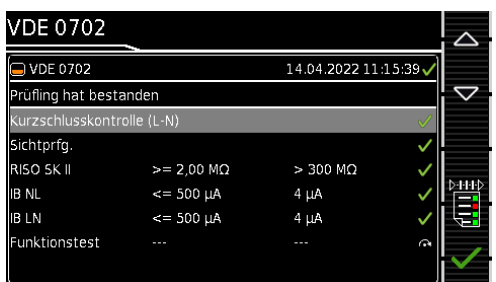 VDE 0702
VDE 0702 14.04.2022 11:15:39
Prüfling hat bestanden
Kurzschlusskontrolle (L-N)
Sichtprfg.
RISO SK II >= 2,00 MΩ > 300 MΩ
IB NL <= 500 µA 4 µA
IB LN <= 500 µA 4 µA
Funktionstest --- ---